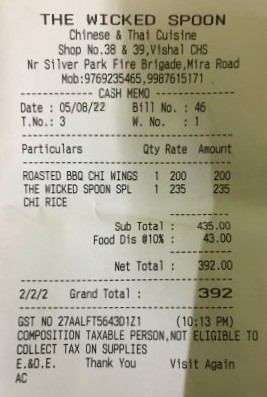 THE WICKED SPOON
Chinese & Thai Cuisine
Shop No.38 & 39,Vishal CHS
Nr Silver Park Fire Brigade,Mira Road
Mob:9769235465,9987615171
CASH MEMO
Date : 05/08/22 Bill No. : 46
T.No.: 3 W. No. : 1
Particulars Qty Rate Amount
ROASTED BBQ CHI WINGS 1 200 200
THE WICKED SPOON SPL 1 235 235
CHI RICE
Sub Total : 435.00
Food Dis @10% : 43.00
Net Total : 392.00
2/2/2 Grand Total : 392
GST NO 27AALFT5643D1Z1 (10:13 PM)
COMPOSITION TAXABLE PERSON,NOT ELIGIBLE TO
COLLECT TAX ON SUPPLIES
E.&O.E. Thank You Visit Again
AC